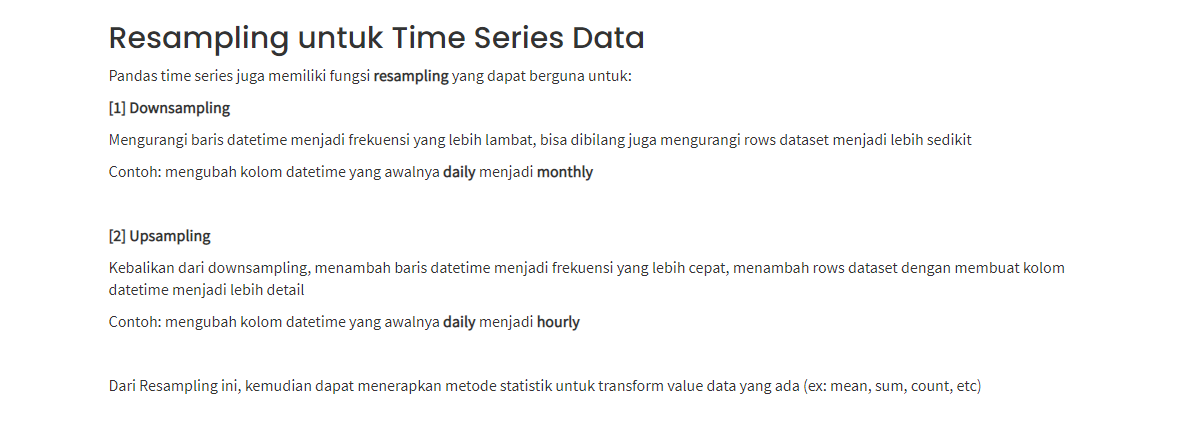 Resampling untuk Time Series Data
Pandas time series juga memiliki fungsi resampling yang dapat berguna untuk:
[1] Downsampling
Mengurangi baris datetime menjadi frekuensi yang lebih lambat, bisa dibilang juga mengurangi rows dataset menjadi lebih sedikit
Contoh: mengubah kolom datetime yang awalnya daily menjadi monthly
[2] Upsampling
Kebalikan dari downsampling, menambah baris datetime menjadi frekuensi yang lebih cepat, menambah rows dataset dengan membuat kolom
datetime menjadi lebih detail
Contoh: mengubah kolom datetime yang awalnya daily menjadi hourly
Dari Resampling ini, kemudian dapat menerapkan metode statistik untuk transform value data yang ada (ex: mean, sum, count, etc)